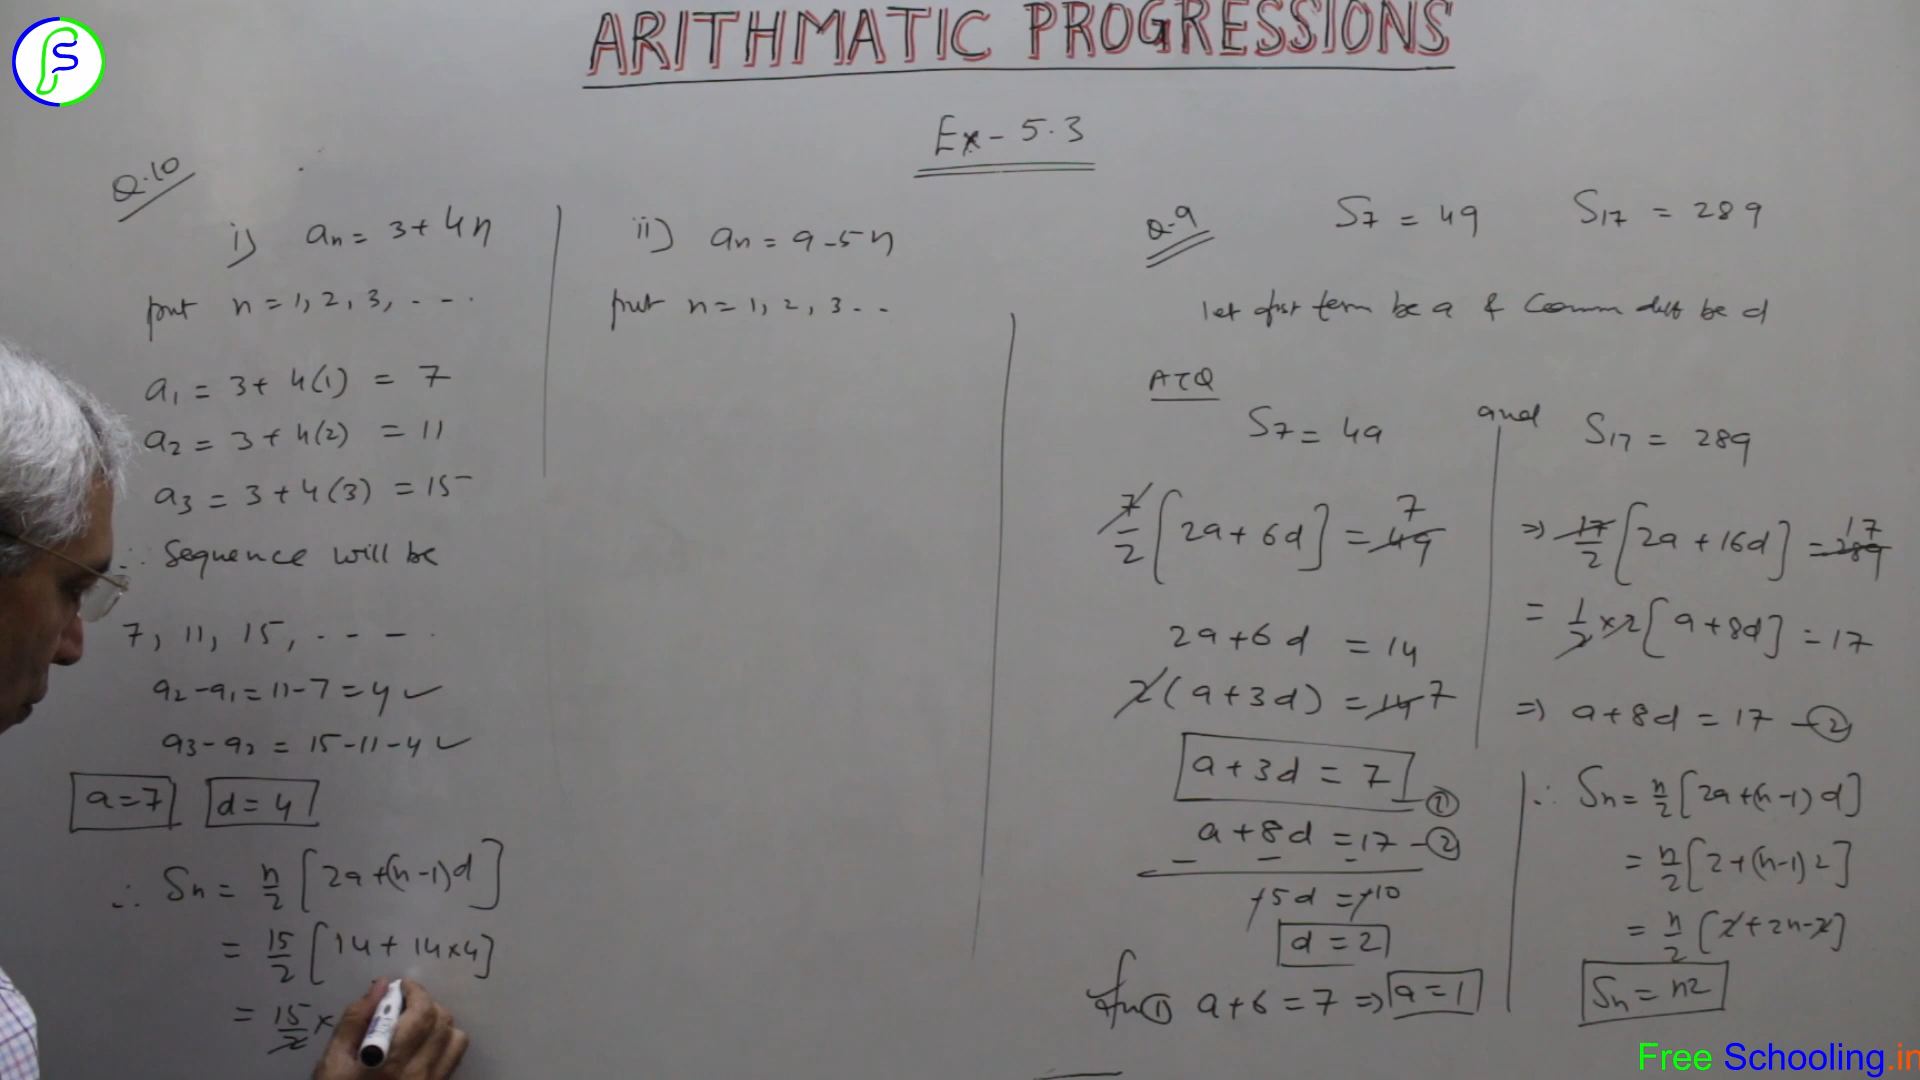 ARITHMATIC PROGRESSIONS
Ex - 5.3
Q.10
i) an = 3 + 4n
put n = 1, 2, 3, - - .
a1 = 3 + 4(1) = 7
a2 = 3 + 4(2) = 11
a3 = 3 + 4(3) = 15
∴ Sequence will be
7, 11, 15, - - - .
a2 - a1 = 11 - 7 = 4 ✓
a3 - a2 = 15 - 11 - 4 ✓
a = 7 d = 4
∴ Sn = n/2 [2a + (n - 1)d]
= 15/2 [14 + 14×4]
= 15/2 ×
ii) an = 9 - 5n
put n = 1, 2, 3 - -
Q.9 S7 = 49 S17 = 289
let first term be a & Comm diff be d
ATQ
S7 = 49 and S17 = 289
7/2 [2a + 6d] = 49 7
2a + 6d = 14
2(a + 3d) = 14 7
a + 3d = 7 ①
a + 8d = 17 - ②
- - -
+5d = +10
d = 2
① a + 6 = 7 ⇒ a = 1
⇒ 17/2 [2a + 16d] = 289 17
= 1/2 × 2[a + 8d] = 17
⇒ a + 8d = 17 - ②
∴ Sn = n/2 [2a + (n - 1)d]
= n/2 [2 + (n - 1)2]
= n/2 [2 + 2n - 2]
Sn = n2
FS
Free Schooling.in